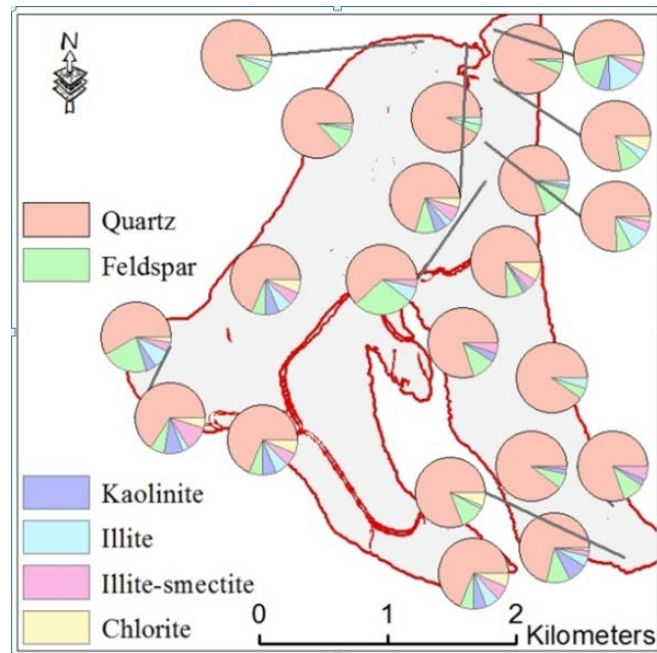 N
Quartz
Feldspar
Kaolinite
Illite
Illite-smectite
Chlorite
0 1 2
Kilometers